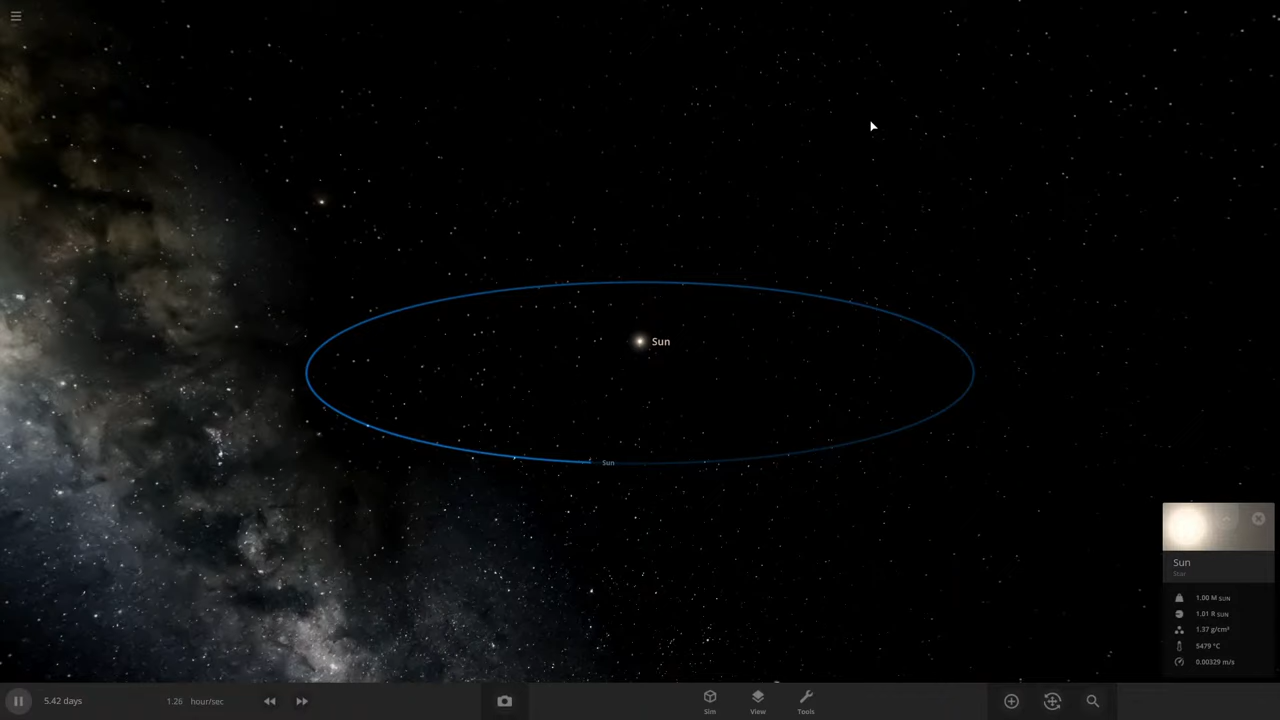 Sun
Sun
Sun
Star
1.00 M SUN
1.01 R SUN
1.37 g/cm³
5479 °C
0.00329 m/s
5.42 days
1.26 hour/sec
Sim
View
Tools